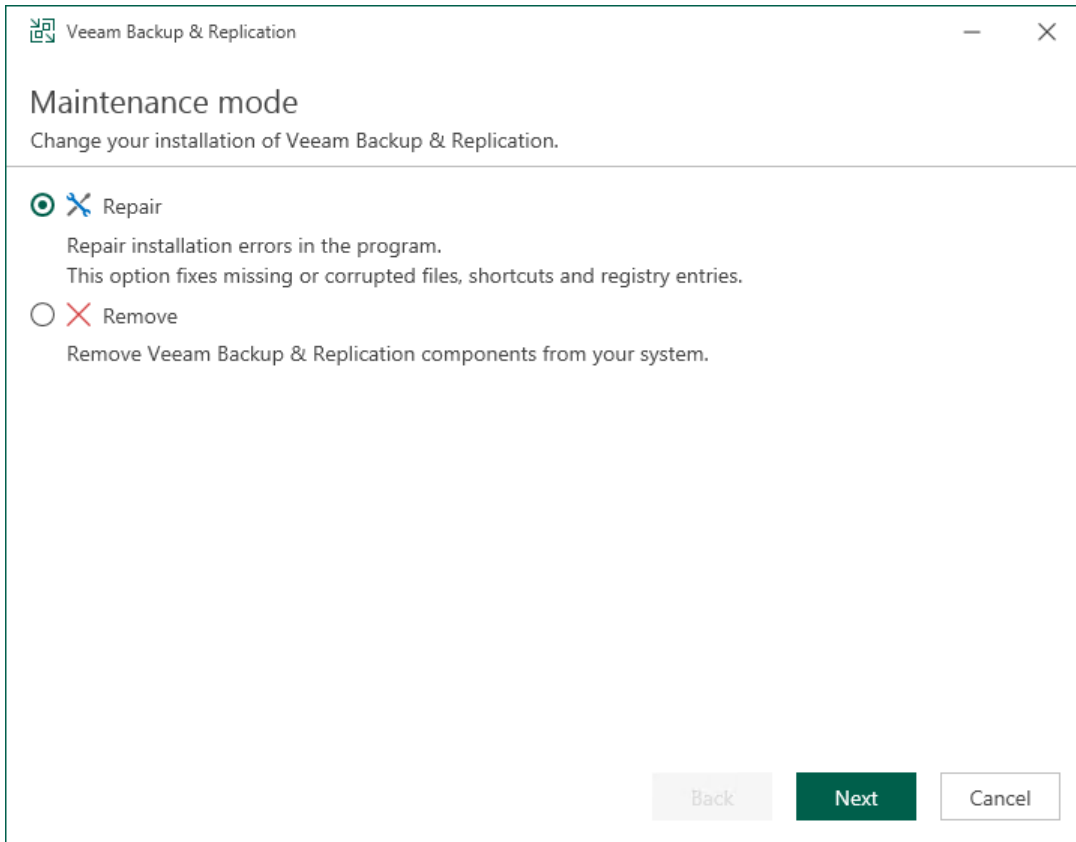 Veeam Backup & Replication
Maintenance mode
Change your installation of Veeam Backup & Replication.
Repair
Repair installation errors in the program.
This option fixes missing or corrupted files, shortcuts and registry entries.
Remove
Remove Veeam Backup & Replication components from your system.
Back Next Cancel